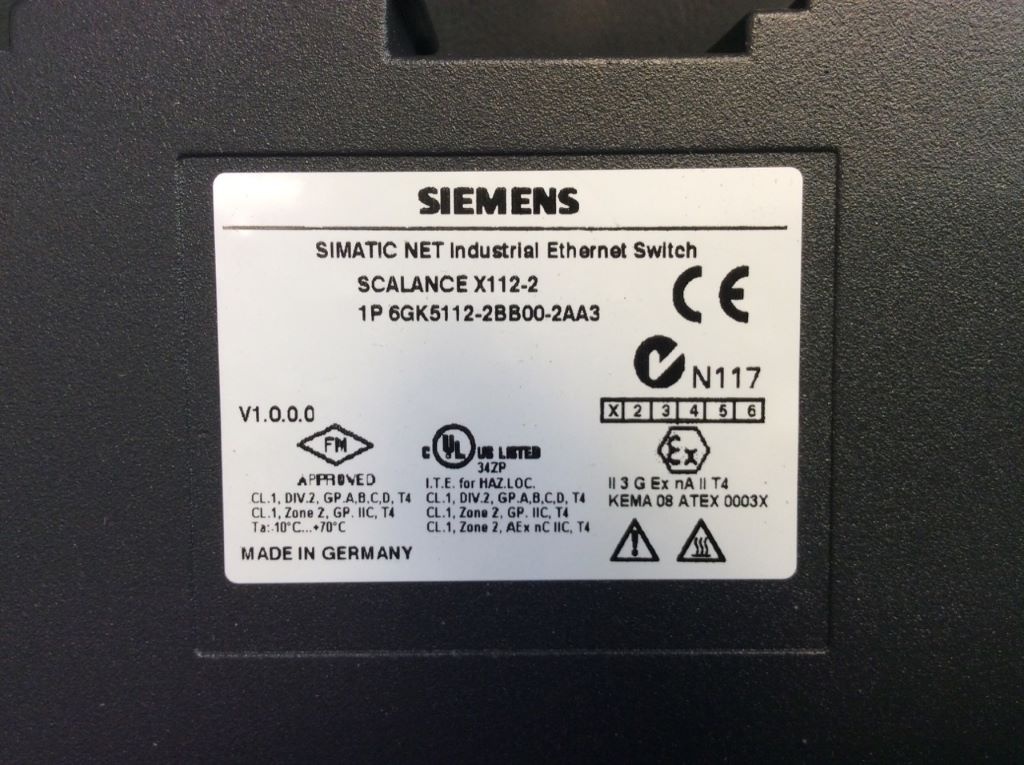 SIEMENS
SIMATIC NET Industrial Ethernet Switch
SCALANCE X112-2
1P 6GK5112-2BB00-2AA3
CE
N117
V1.0.0.0
X 2 3 4 5 6
FM
APPROVED
CL.1, DIV.2, GP.A,B,C,D, T4
CL.1, Zone 2, GP. IIC, T4
Ta:-10°C...+70°C
C UL US LISTED
34ZP
I.T.E. for HAZ.LOC.
CL.1, DIV.2, GP.A,B,C,D, T4
CL.1, Zone 2, GP. IIC, T4
CL.1, Zone 2, AEx nC IIC, T4
Ex
II 3 G Ex nA II T4
KEMA 08 ATEX 0003X
MADE IN GERMANY